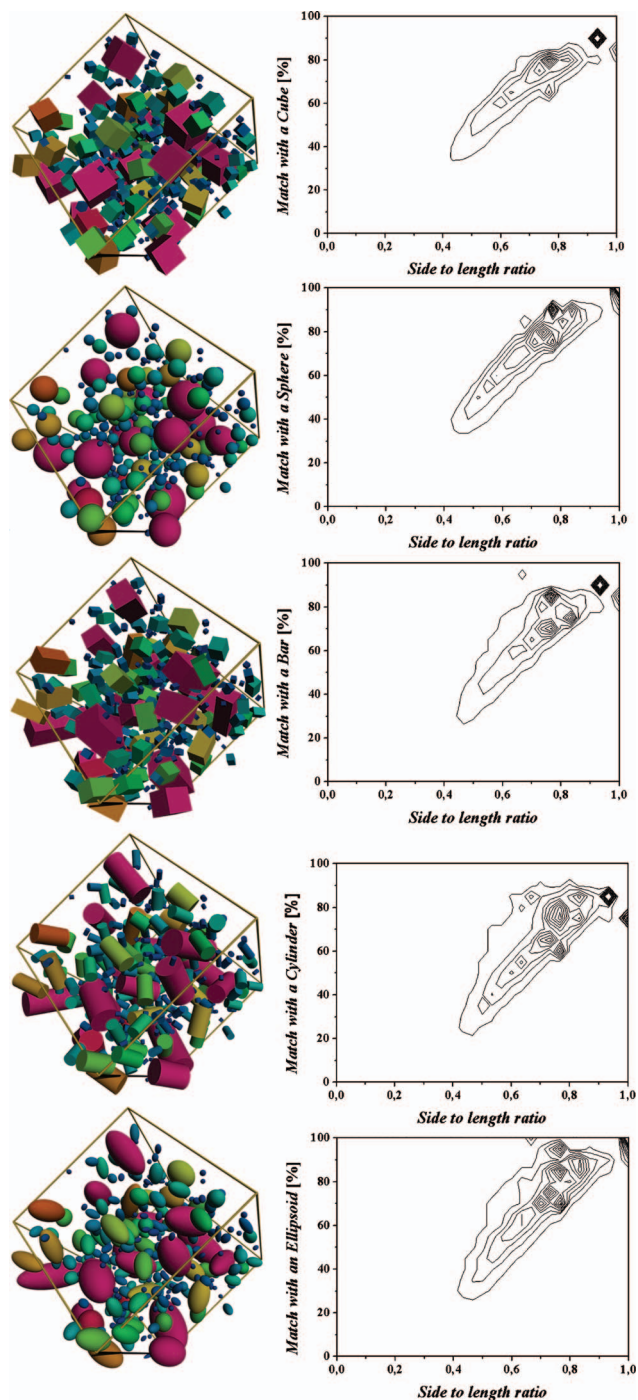 Match with a Cube [%]
100
80
60
40
20
0
0,0 0,2 0,4 0,6 0,8 1,0
Side to length ratio
Match with a Sphere [%]
100
80
60
40
20
0
0,0 0,2 0,4 0,6 0,8 1,0
Side to length ratio
Match with a Bar [%]
100
80
60
40
20
0
0,0 0,2 0,4 0,6 0,8 1,0
Side to length ratio
Match with a Cylinder [%]
100
80
60
40
20
0
0,0 0,2 0,4 0,6 0,8 1,0
Side to length ratio
Match with an Ellipsoid [%]
100
80
60
40
20
0
0,0 0,2 0,4 0,6 0,8 1,0
Side to length ratio